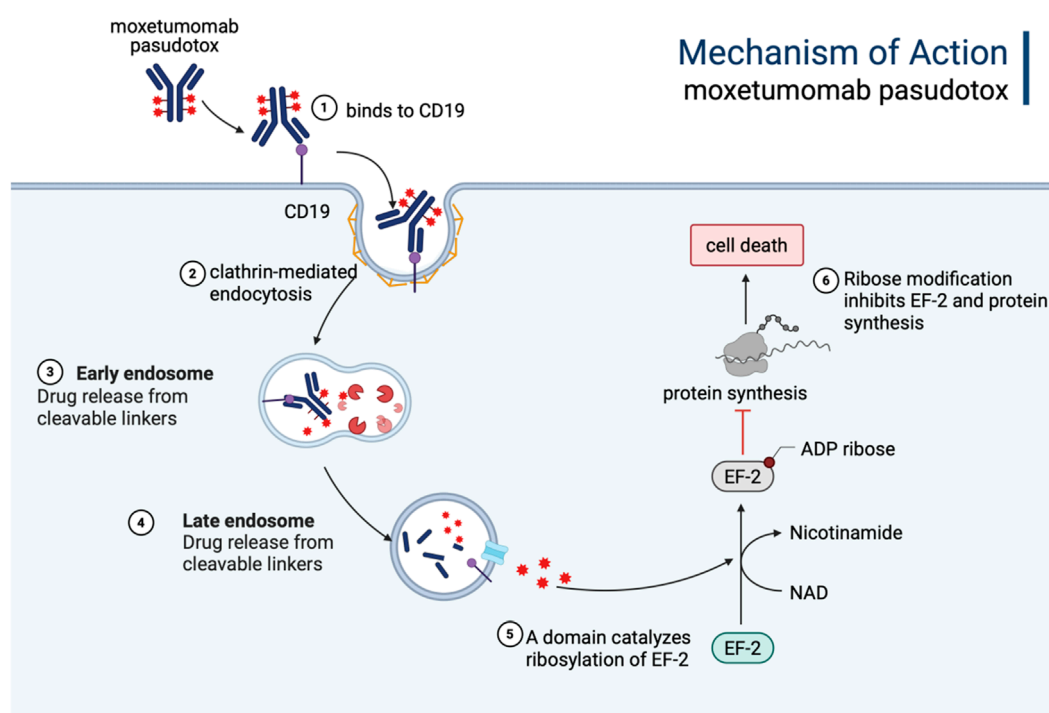 moxetumomab
pasudotox
Mechanism of Action
moxetumomab pasudotox
1 binds to CD19
CD19
2 clathrin-mediated
endocytosis
3 Early endosome
Drug release from
cleavable linkers
4 Late endosome
Drug release from
cleavable linkers
5 A domain catalyzes
ribosylation of EF-2
EF-2
NAD
Nicotinamide
EF-2
ADP ribose
protein synthesis
cell death
6 Ribose modification
inhibits EF-2 and protein
synthesis